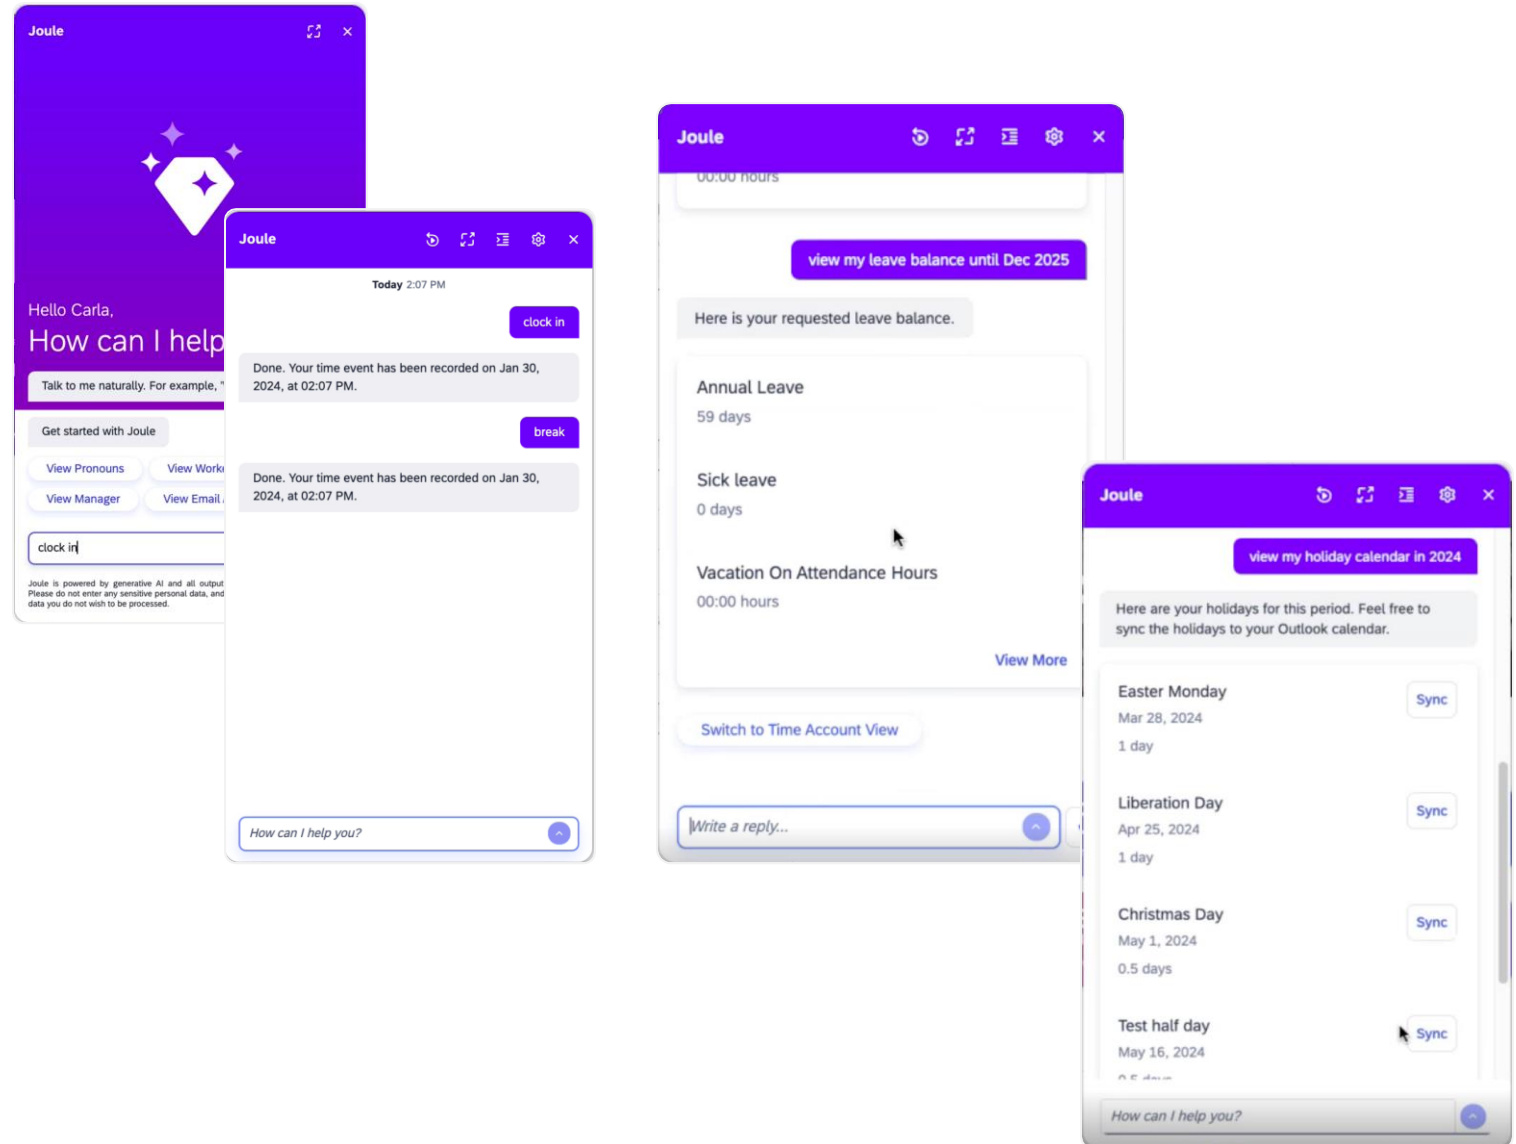 Joule
Hello Carla,
How can I help
Talk to me naturally. For example, "
Get started with Joule
View Pronouns
View Work
View Manager
View Email
clock in
Joule is powered by generative AI and all output
Please do not enter any sensitive personal data, and
data you do not wish to be processed.
Joule
Today 2:07 PM
clock in
Done. Your time event has been recorded on Jan 30,
2024, at 02:07 PM.
break
Done. Your time event has been recorded on Jan 30,
2024, at 02:07 PM.
How can I help you?
Joule
00:00 hours
view my leave balance until Dec 2025
Here is your requested leave balance.
Annual Leave
59 days
Sick leave
0 days
Vacation On Attendance Hours
00:00 hours
View More
Switch to Time Account View
Write a reply...
Joule
view my holiday calendar in 2024
Here are your holidays for this period. Feel free to
sync the holidays to your Outlook calendar.
Easter Monday
Sync
Mar 28, 2024
1 day
Liberation Day
Sync
Apr 25, 2024
1 day
Christmas Day
Sync
May 1, 2024
0.5 days
Test half day
Sync
May 16, 2024
0.5 days
How can I help you?